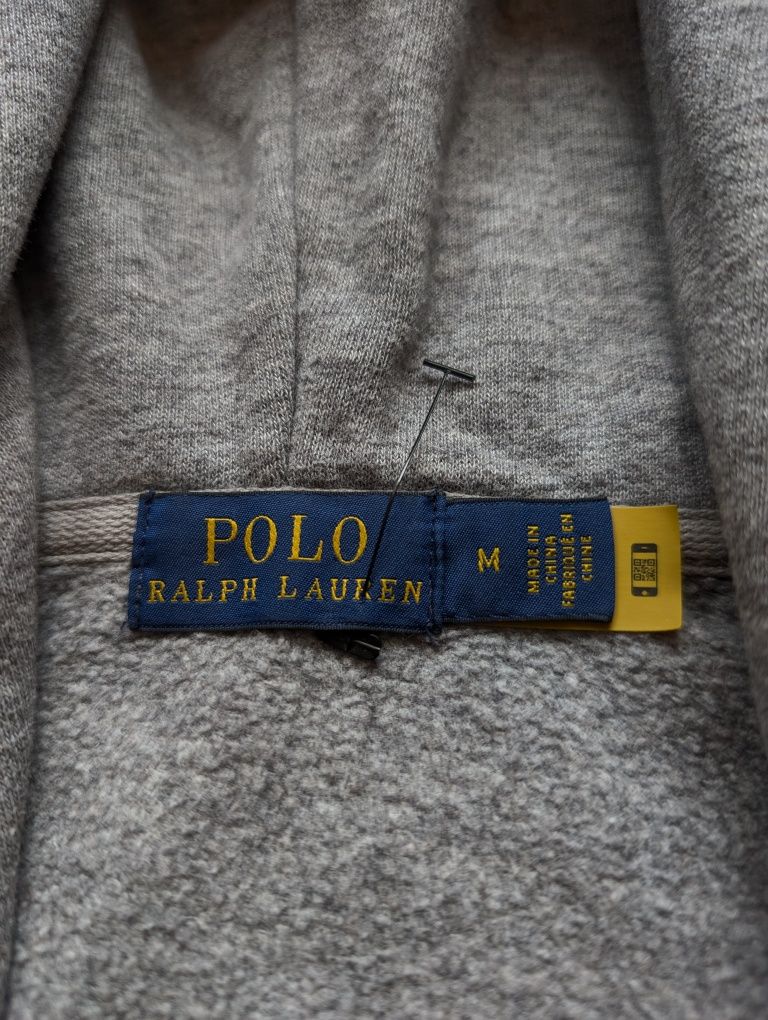 POLO
RALPH LAUREN
M
MADE IN
CHINA
FABRIQUÉ EN
CHINE